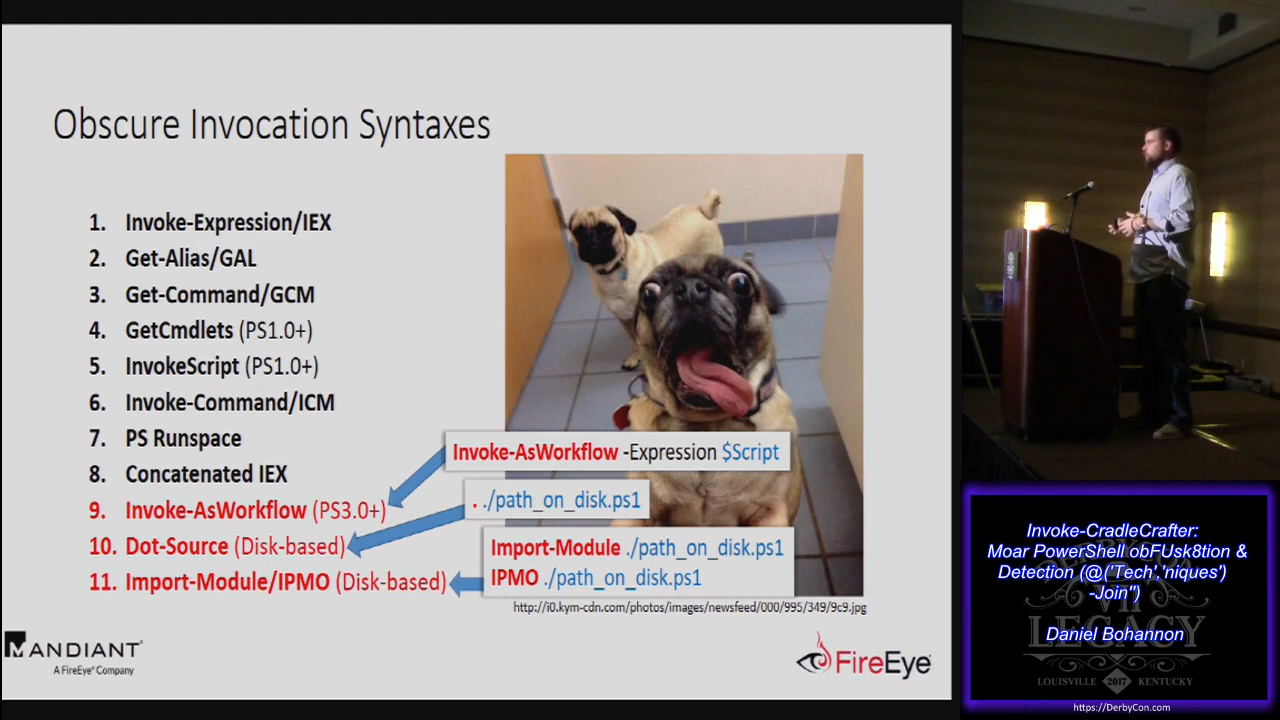 Obscure Invocation Syntaxes
1. Invoke-Expression/IEX
2. Get-Alias/GAL
3. Get-Command/GCM
4. GetCmdlets (PS1.0+)
5. InvokeScript (PS1.0+)
6. Invoke-Command/ICM
7. PS Runspace
8. Concatenated IEX
9. Invoke-AsWorkflow (PS3.0+)
10. Dot-Source (Disk-based)
11. Import-Module/IPMO (Disk-based)
Invoke-AsWorkflow -Expression $Script
. ./path_on_disk.ps1
Import-Module ./path_on_disk.ps1
IPMO ./path_on_disk.ps1
http://i0.kym-cdn.com/photos/images/newsfeed/000/995/349/9c9.jpg
MANDIANT
A FireEye® Company
FireEye
Invoke-CradleCrafter:
Moar PowerShell obFUsk8tion &
Detection (@('Tech','niques')
-Join'')
Daniel Bohannon
VII
LEGACY
LOUISVILLE 2017 KENTUCKY
https://DerbyCon.com